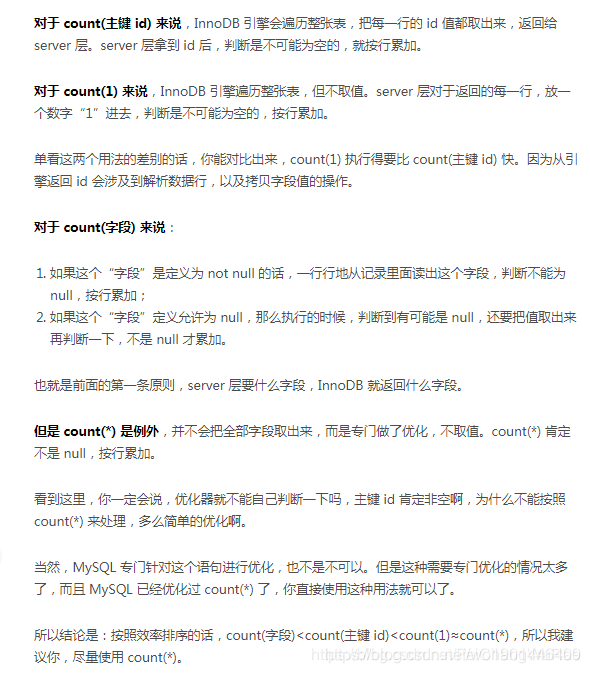 对于 count(主键 id) 来说，InnoDB 引擎会遍历整张表，把每一行的 id 值都取出来，返回给
server 层。server 层拿到 id 后，判断是不可能为空的，就按行累加。
对于 count(1) 来说，InnoDB 引擎遍历整张表，但不取值。server 层对于返回的每一行，放一
个数字“1”进去，判断是不可能为空的，按行累加。
单看这两个用法的差别的话，你能对比出来，count(1) 执行得要比 count(主键 id) 快。因为从引
擎返回 id 会涉及到解析数据行，以及拷贝字段值的操作。
对于 count(字段) 来说：
1. 如果这个“字段”是定义为 not null 的话，一行行地从记录里面读出这个字段，判断不能为
null，按行累加；
2. 如果这个“字段”定义允许为 null，那么执行的时候，判断到有可能是 null，还要把值取出来
再判断一下，不是 null 才累加。
也就是前面的第一条原则，server 层要什么字段，InnoDB 就返回什么字段。
但是 count(*) 是例外，并不会把全部字段取出来，而是专门做了优化，不取值。count(*) 肯定
不是 null，按行累加。
看到这里，你一定会说，优化器就不能自己判断一下吗，主键 id 肯定非空啊，为什么不能按照
count(*) 来处理，多么简单的优化啊。
当然，MySQL 专门针对这个语句进行优化，也不是不可以。但是这种需要专门优化的情况太多
了，而且 MySQL 已经优化过 count(*) 了，你直接使用这种用法就可以了。
所以结论是：按照效率排序的话，count(字段)<count(主键 id)<count(1)≈count(*)，所以我建
议你，尽量使用 count(*)。